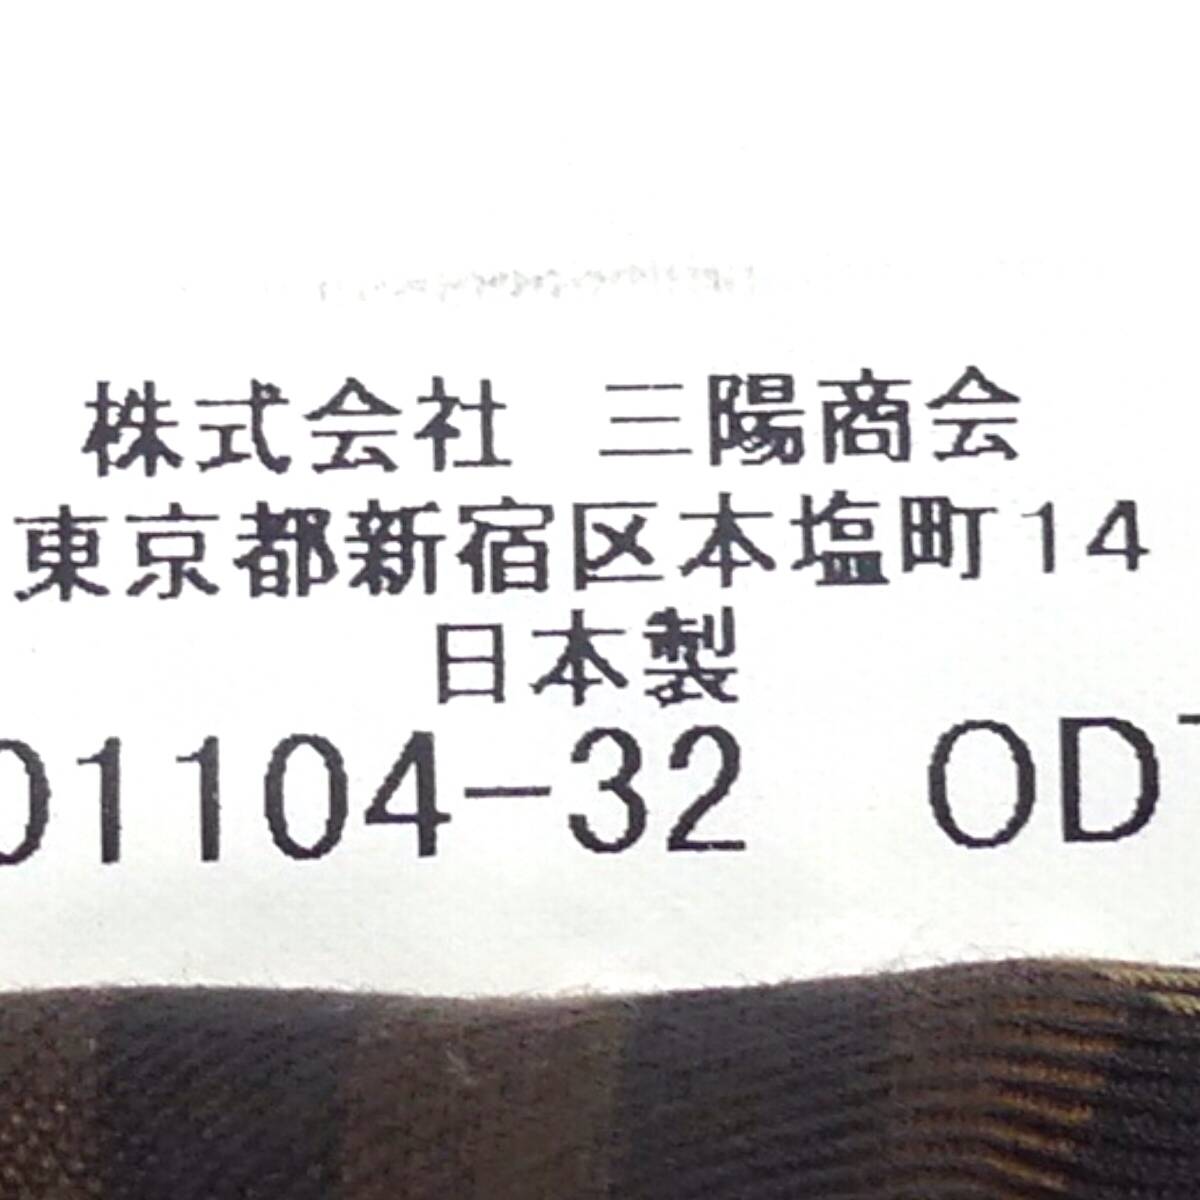 株式会社 三陽商会
東京都新宿区本塩町14
日本製
01104-32 OD